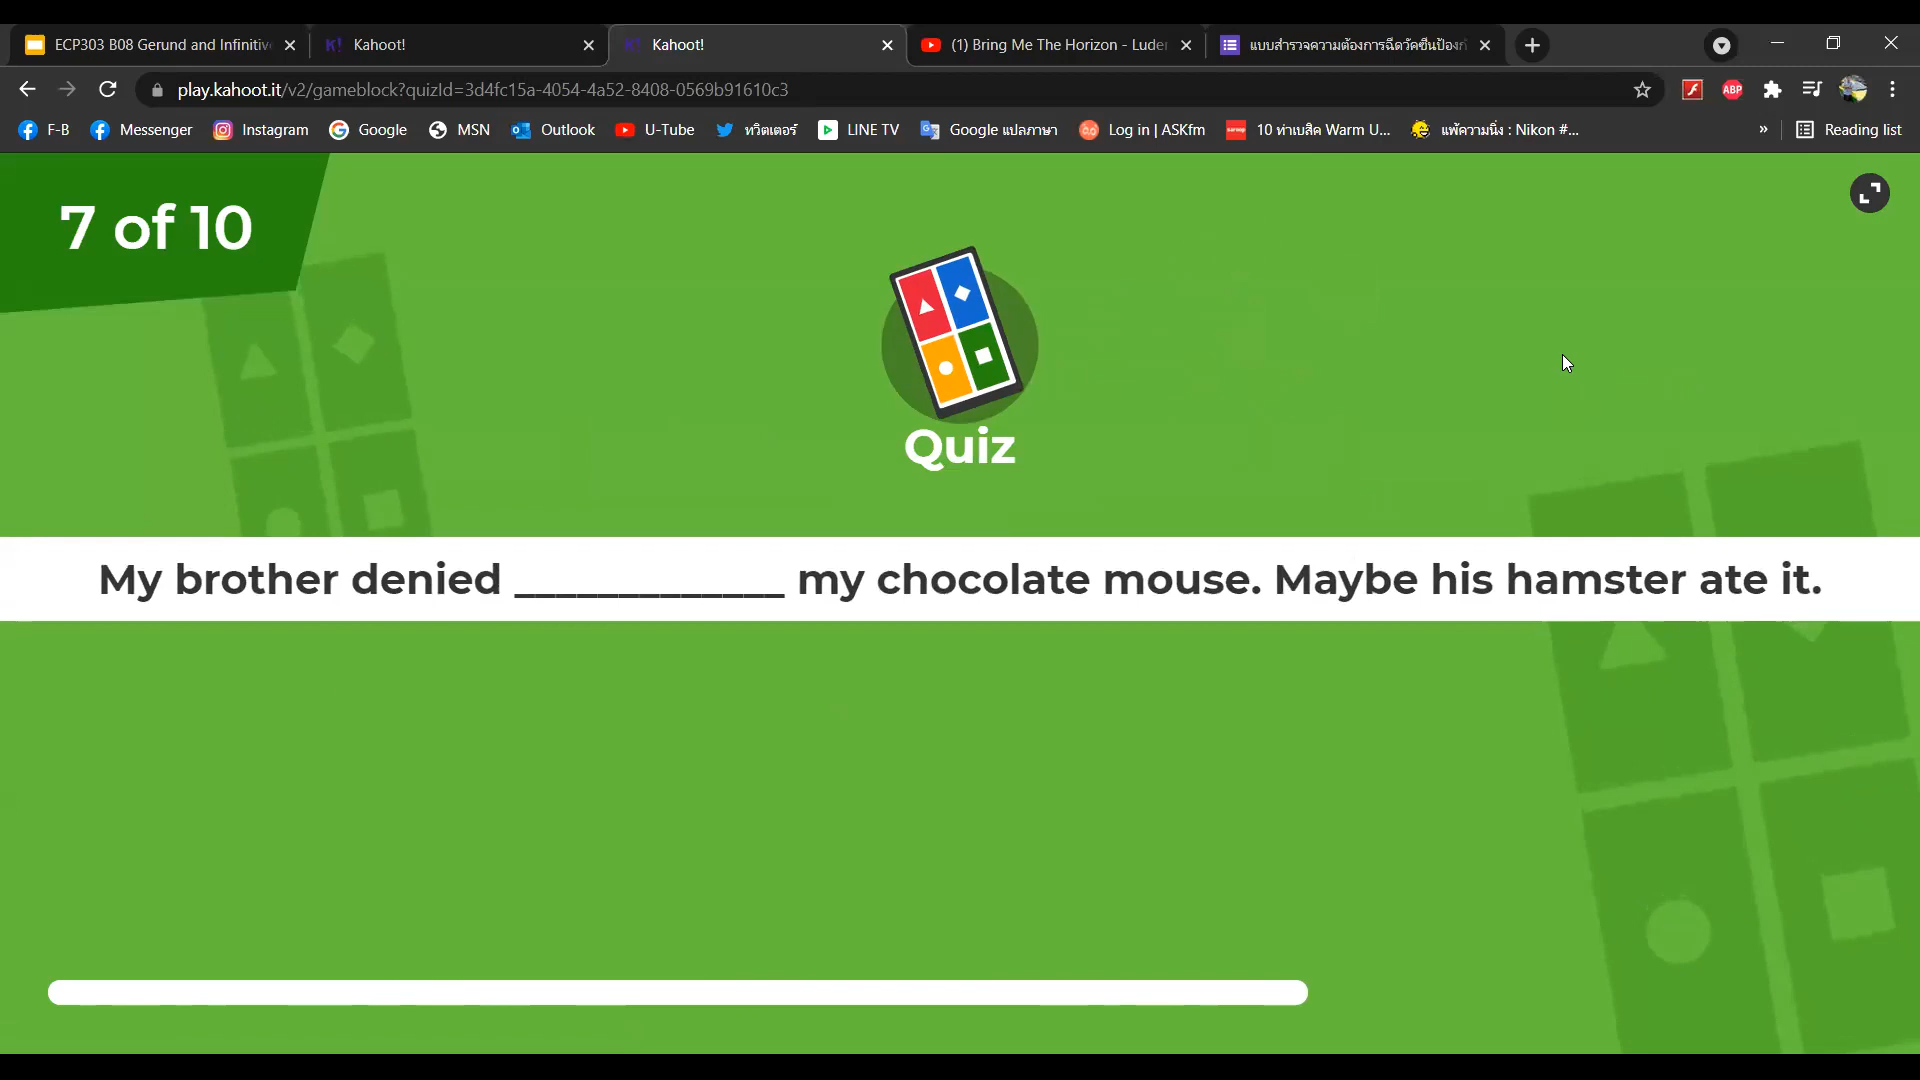 ECP303 B08 Gerund and Infinitiv
Kahoot!
Kahoot!
(1) Bring Me The Horizon - Luder
แบบสำรวจความต้องการฉีดวัคซีนป้องก
play.kahoot.it/v2/gameblock?quizId=3d4fc15a-4054-4a52-8408-0569b91610c3
ABP
F-B
Messenger
Instagram
Google
MSN
Outlook
U-Tube
ทวิตเตอร์
LINE TV
Google แปลภาษา
Log in | ASKfm
10 ท่าเบสิค Warm U...
แพ้ความนิ่ง : Nikon #...
»
Reading list
7 of 10
Quiz
My brother denied _____________ my chocolate mouse. Maybe his hamster ate it.